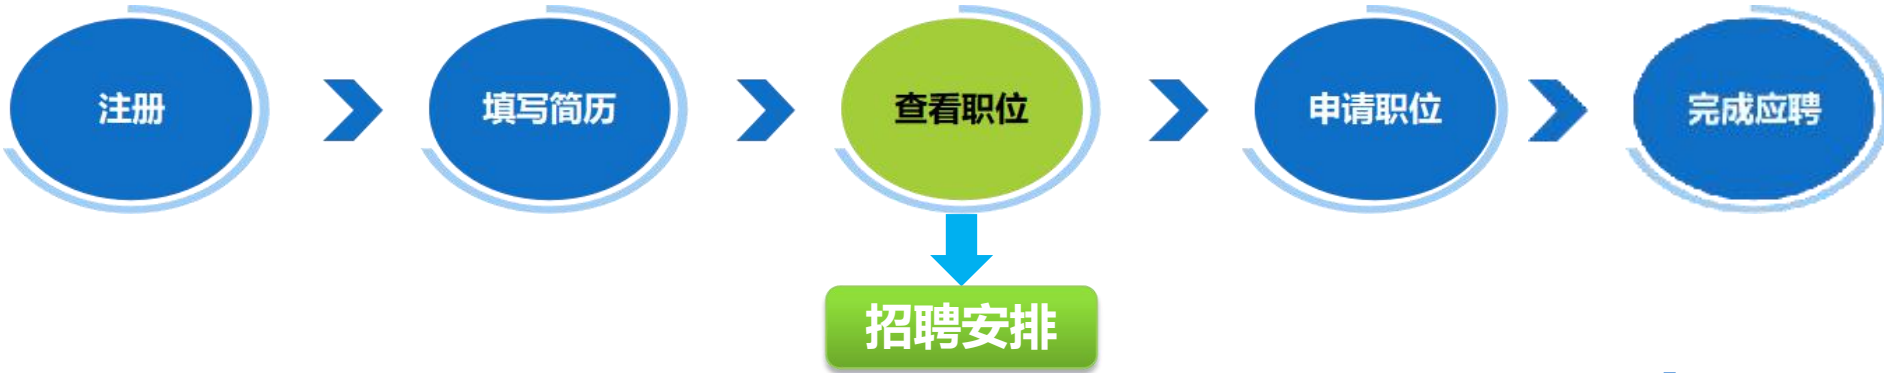 注册
填写简历
查看职位
申请职位
完成应聘
招聘安排